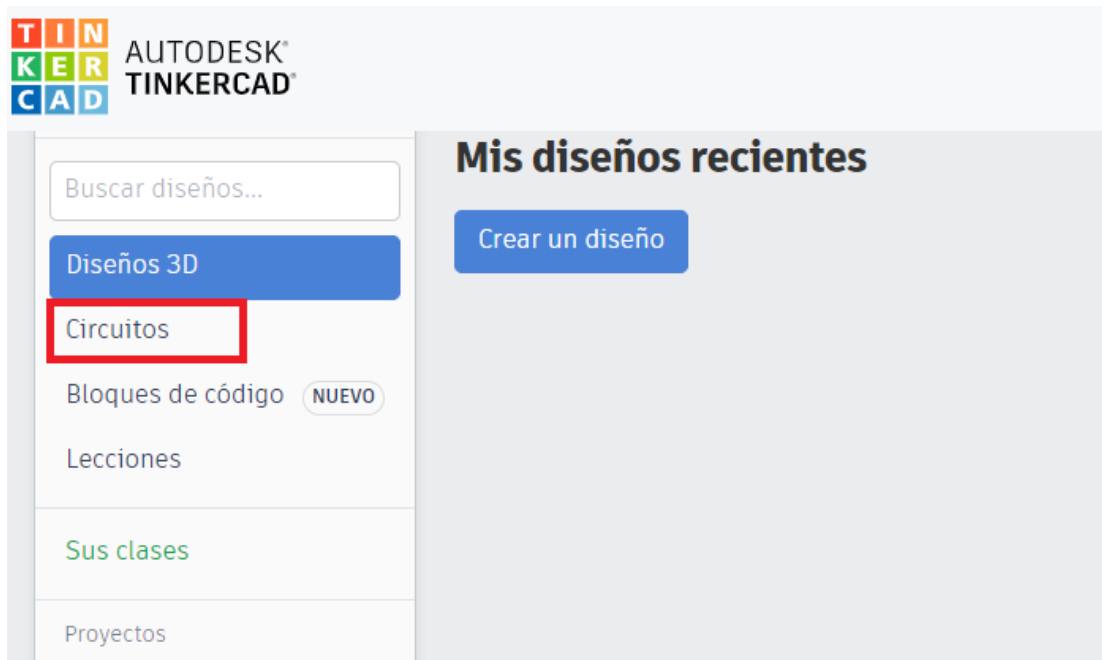 TIN
KER
CAD
AUTODESK®
TINKERCAD®
Buscar diseños...
Diseños 3D
Circuitos
Bloques de código NUEVO
Lecciones
Sus clases
Proyectos
Mis diseños recientes
Crear un diseño